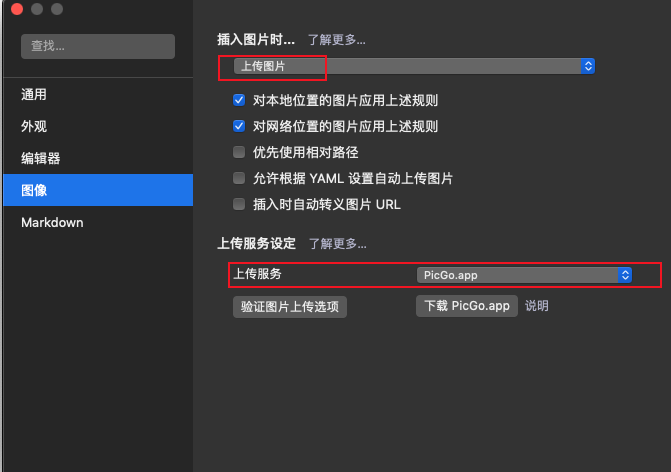 查找...
通用
外观
编辑器
图像
Markdown
插入图片时... 了解更多...
上传图片
对本地位置的图片应用上述规则
对网络位置的图片应用上述规则
优先使用相对路径
允许根据 YAML 设置自动上传图片
插入时自动转义图片 URL
上传服务设定 了解更多...
上传服务 PicGo.app
验证图片上传选项 下载 PicGo.app 说明